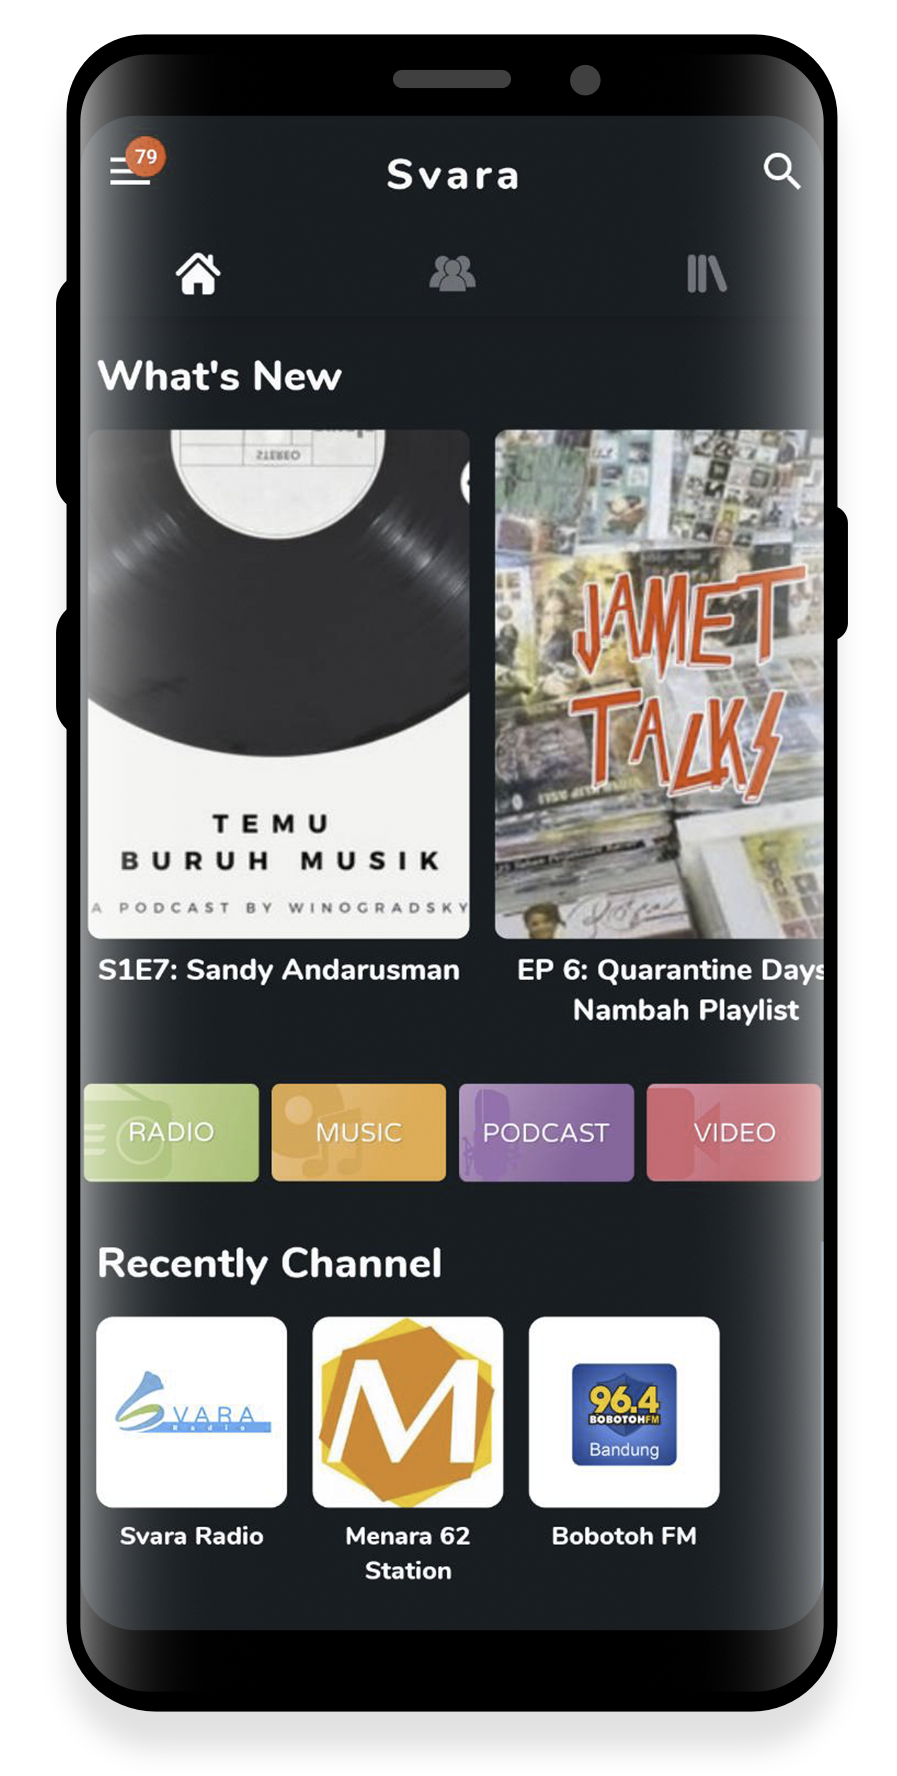 79
Svara
What's New
STEREO
JAMET
TALKS
TEMU
BURUH MUSIK
A PODCAST BY WINOGRADSKY
S1E7: Sandy Andarusman
EP 6: Quarantine Days
Nambah Playlist
RADIO
MUSIC
PODCAST
VIDEO
Recently Channel
SVARA
Radio
M
96.4
BOBOTOHFM
Bandung
Svara Radio
Menara 62
Station
Bobotoh FM